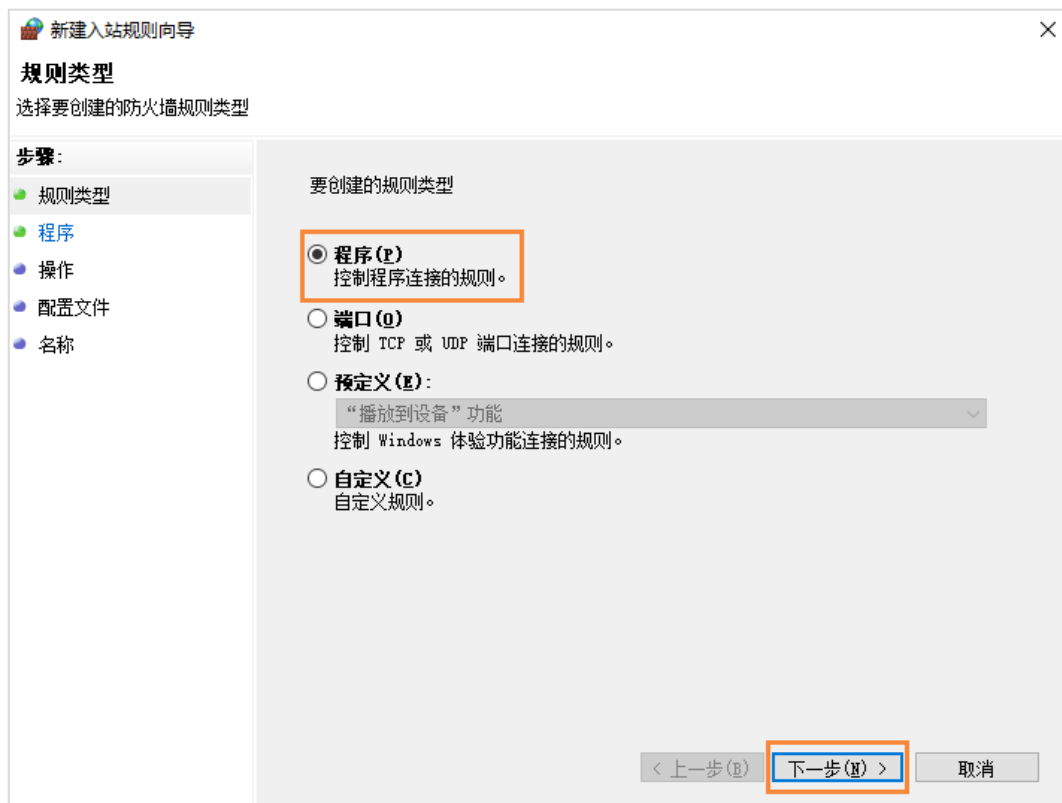 新建入站规则向导
规则类型
选择要创建的防火墙规则类型
步骤:
规则类型
程序
操作
配置文件
名称
要创建的规则类型
程序(P)
控制程序连接的规则。
端口(O)
控制 TCP 或 UDP 端口连接的规则。
预定义(E):
“播放到设备”功能
控制 Windows 体验功能连接的规则。
自定义(C)
自定义规则。
< 上一步(B)
下一步(N) >
取消